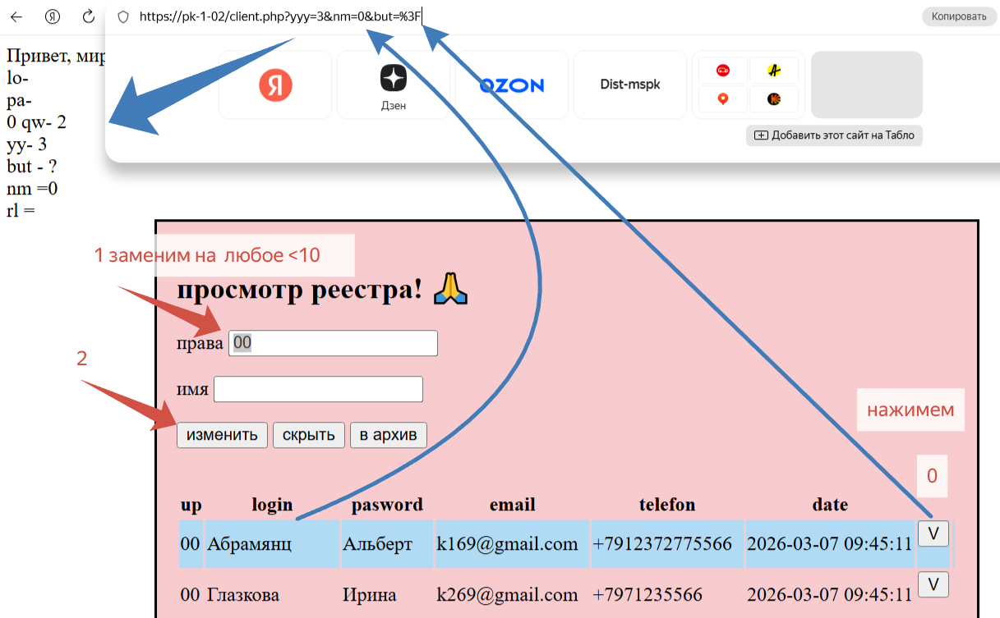 https://pk-1-02/client.php?yyy=3&nm=0&but=%3F
Копировать
Привет, мир
lo-
pa-
0 qw- 2
yy- 3
but - ?
nm =0
rl =
Я
Дзен
OZON
Dist-mspk
Добавить этот сайт на Табло
1 заменим на любое <10
просмотр реестра! 🙏
права 00
2
имя
изменить скрыть в архив
нажимем
0
up login pasword email telefon date
00 Абрамянц Альберт k169@gmail.com +7912372775566 2026-03-07 09:45:11 V
00 Глазкова Ирина k269@gmail.com +7971235566 2026-03-07 09:45:11 V